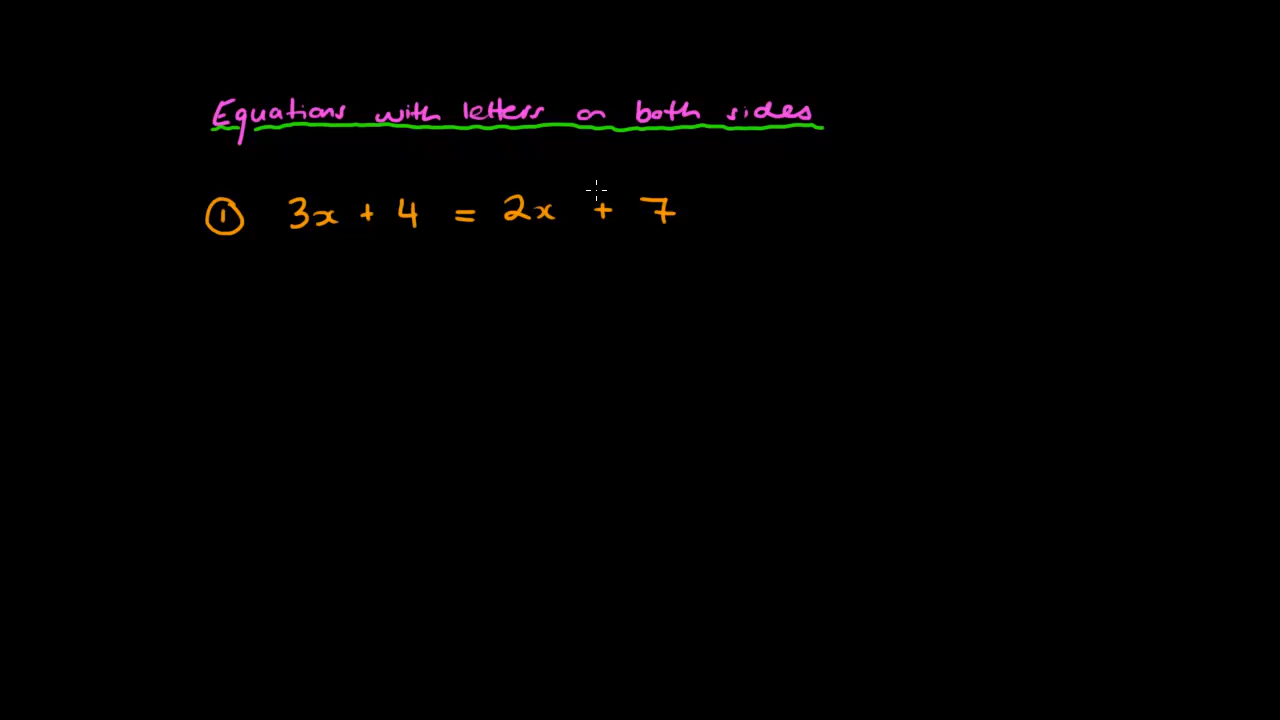 Equations with letters on both sides
① 3x + 4 = 2x + 7